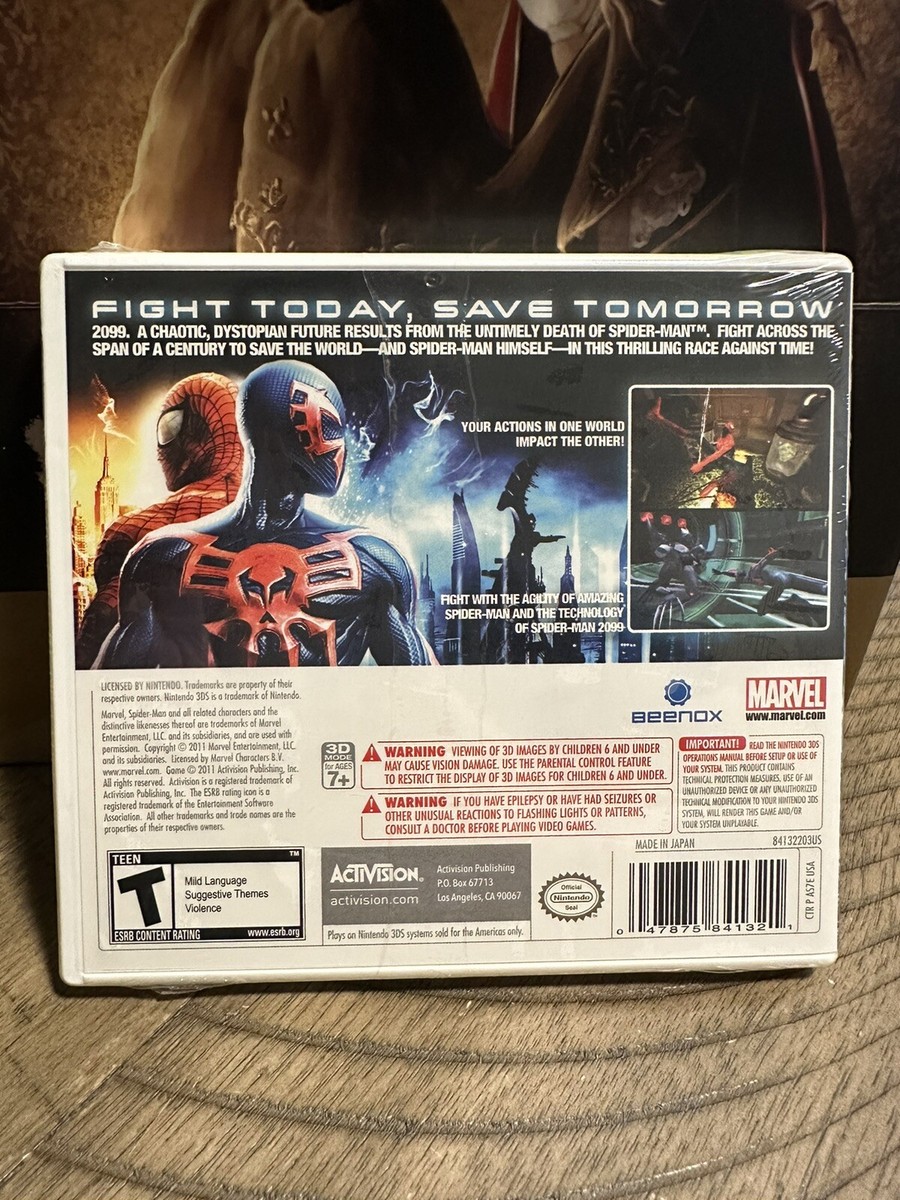 FIGHT TODAY, SAVE TOMORROW
2099. A CHAOTIC, DYSTOPIAN FUTURE RESULTS FROM THE UNTIMELY DEATH OF SPIDER-MAN™. FIGHT ACROSS THE
SPAN OF A CENTURY TO SAVE THE WORLD—AND SPIDER-MAN HIMSELF—IN THIS THRILLING RACE AGAINST TIME!
YOUR ACTIONS IN ONE WORLD
IMPACT THE OTHER!
FIGHT WITH THE AGILITY OF AMAZING
SPIDER-MAN AND THE TECHNOLOGY
OF SPIDER-MAN 2099
LICENSED BY NINTENDO. Trademarks are property of their
respective owners. Nintendo 3DS is a trademark of Nintendo.
Marvel, Spider-Man and all related characters and the
distinctive likenesses thereof are trademarks of Marvel
Entertainment, LLC. and its subsidiaries, and are used with
permission. Copyright © 2011 Marvel Entertainment, LLC.
and its subsidiaries. Licensed by Marvel Characters B.V.
www.marvel.com. Game © 2011 Activision Publishing, Inc.
All rights reserved. Activision is a registered trademark of
Activision Publishing, Inc. The ESRB rating icon is a
registered trademark of the Entertainment Software
Association. All other trademarks and trade names are the
properties of their respective owners.
BEENOX
MARVEL
www.marvel.com
3D
MODE
for AGES
7+
WARNING VIEWING OF 3D IMAGES BY CHILDREN 6 AND UNDER
MAY CAUSE VISION DAMAGE. USE THE PARENTAL CONTROL FEATURE
TO RESTRICT THE DISPLAY OF 3D IMAGES FOR CHILDREN 6 AND UNDER.
WARNING IF YOU HAVE EPILEPSY OR HAVE HAD SEIZURES OR
OTHER UNUSUAL REACTIONS TO FLASHING LIGHTS OR PATTERNS,
CONSULT A DOCTOR BEFORE PLAYING VIDEO GAMES.
IMPORTANT! READ THE NINTENDO 3DS
OPERATIONS MANUAL BEFORE SETUP OR USE OF
YOUR SYSTEM. THIS PRODUCT CONTAINS
TECHNICAL PROTECTION MEASURES. USE OF AN
UNAUTHORIZED DEVICE OR ANY UNAUTHORIZED
TECHNICAL MODIFICATION TO YOUR NINTENDO 3DS
SYSTEM, WILL RENDER THIS GAME AND/OR
YOUR SYSTEM UNPLAYABLE.
MADE IN JAPAN
84132203US
TEEN
™
T
Mild Language
Suggestive Themes
Violence
ESRB CONTENT RATING
www.esrb.org
ACTIVISION®
activision.com
Activision Publishing
P.O. Box 67713
Los Angeles, CA 90067
Plays on Nintendo 3DS systems sold for the Americas only.
Official
Nintendo
Seal
0 47875 84132 1
CTR P AS7E USA